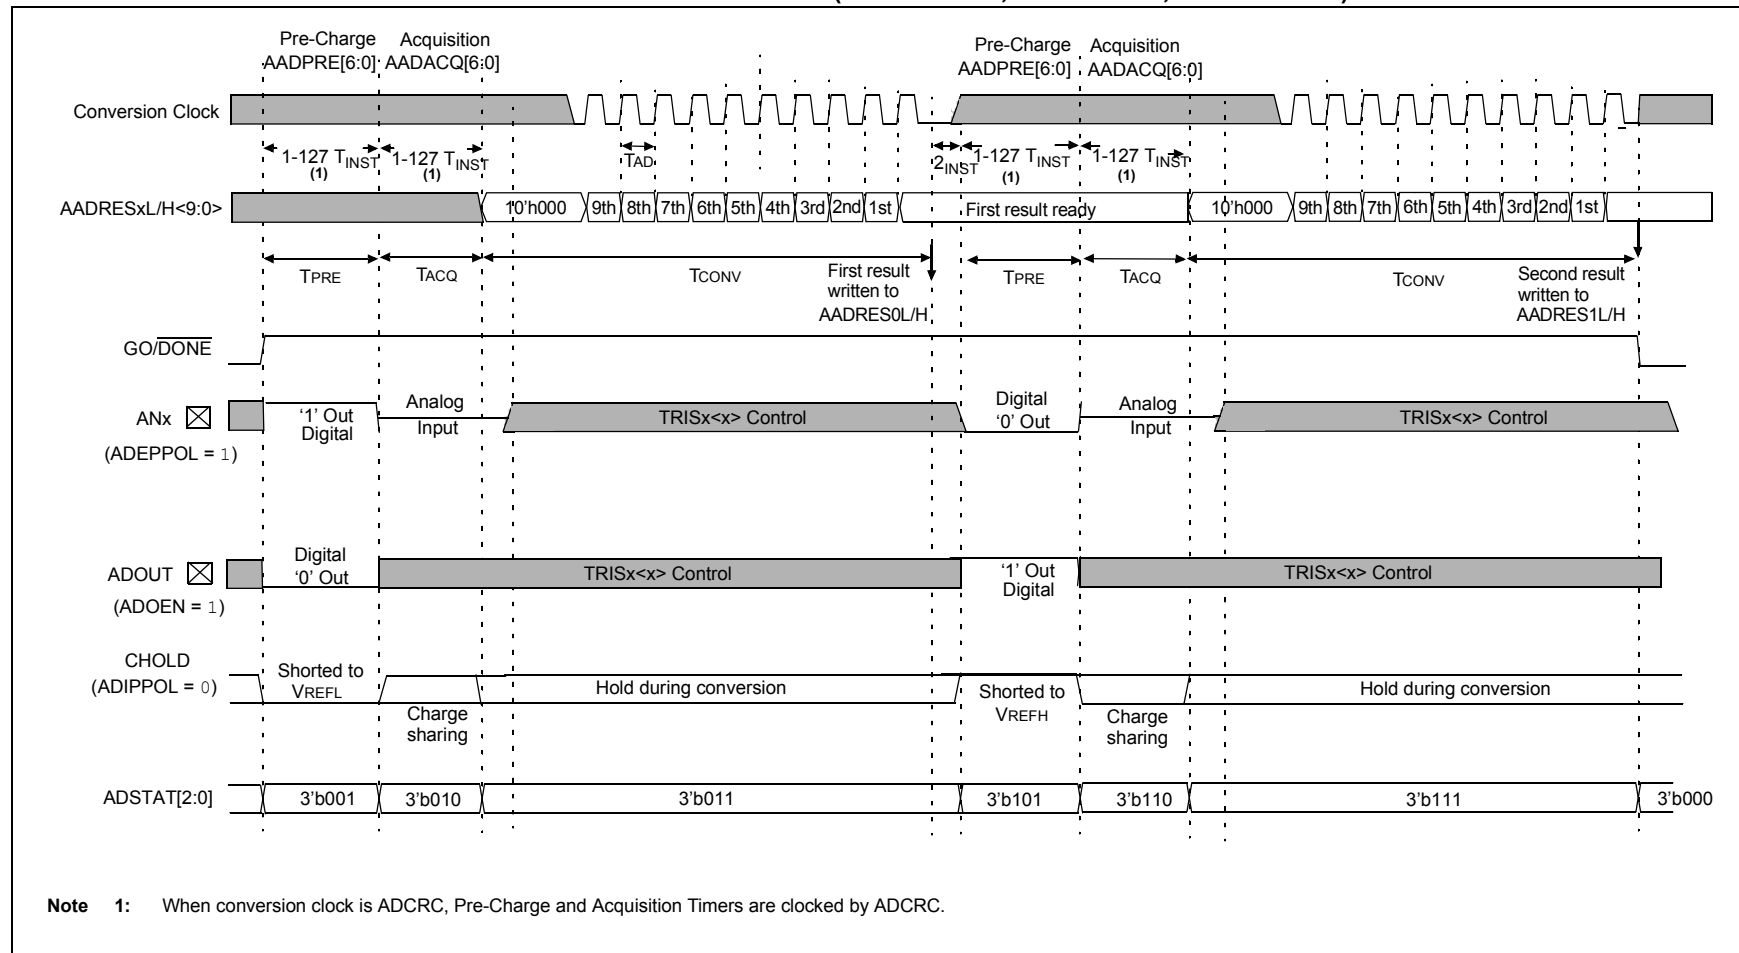 Pre-Charge Acquisition Pre-Charge Acquisition
AADPRE[6:0] AADACQ[6:0] AADPRE[6:0] AADACQ[6:0]
Conversion Clock
1-127 TINST 1-127 TINST TAD 2INST 1-127 TINST 1-127 TINST
(1) (1) (1) (1)
AADRESxL/H<9:0> 10'h000 9th 8th 7th 6th 5th 4th 3rd 2nd 1st First result ready 10'h000 9th 8th 7th 6th 5th 4th 3rd 2nd 1st
TPRE TACQ TCONV First result TPRE TACQ TCONV Second result
written to written to
AADRES0L/H AADRES1L/H
GO/DONE
ANx '1' Out Analog TRISx<x> Control Digital Analog TRISx<x> Control
Digital Input '0' Out Input
(ADEPPOL = 1)
ADOUT Digital TRISx<x> Control '1' Out TRISx<x> Control
'0' Out Digital
(ADOEN = 1)
CHOLD Shorted to Hold during conversion Shorted to Hold during conversion
(ADIPPOL = 0) VREFL VREFH
Charge Charge
sharing sharing
ADSTAT[2:0] 3'b001 3'b010 3'b011 3'b101 3'b110 3'b111 3'b000
Note 1: When conversion clock is ADCRC, Pre-Charge and Acquisition Timers are clocked by ADCRC.